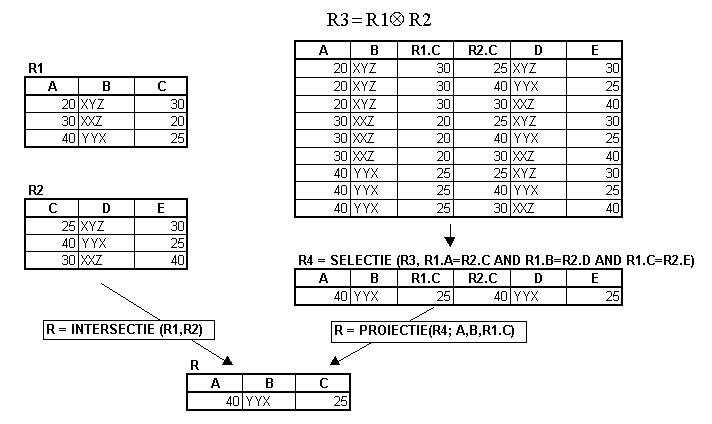 R3 = R1⊗ R2
R1
A B C
20 XYZ 30
30 XXZ 20
40 YYX 25
R2
C D E
25 XYZ 30
40 YYX 25
30 XXZ 40
A B R1.C R2.C D E
20 XYZ 30 25 XYZ 30
20 XYZ 30 40 YYX 25
20 XYZ 30 30 XXZ 40
30 XXZ 20 25 XYZ 30
30 XXZ 20 40 YYX 25
30 XXZ 20 30 XXZ 40
40 YYX 25 25 XYZ 30
40 YYX 25 40 YYX 25
40 YYX 25 30 XXZ 40
R4 = SELECTIE (R3, R1.A=R2.C AND R1.B=R2.D AND R1.C=R2.E)
A B R1.C R2.C D E
40 YYX 25 40 YYX 25
R = INTERSECTIE (R1,R2)
R = PROIECTIE(R4; A,B,R1.C)
R
A B C
40 YYX 25